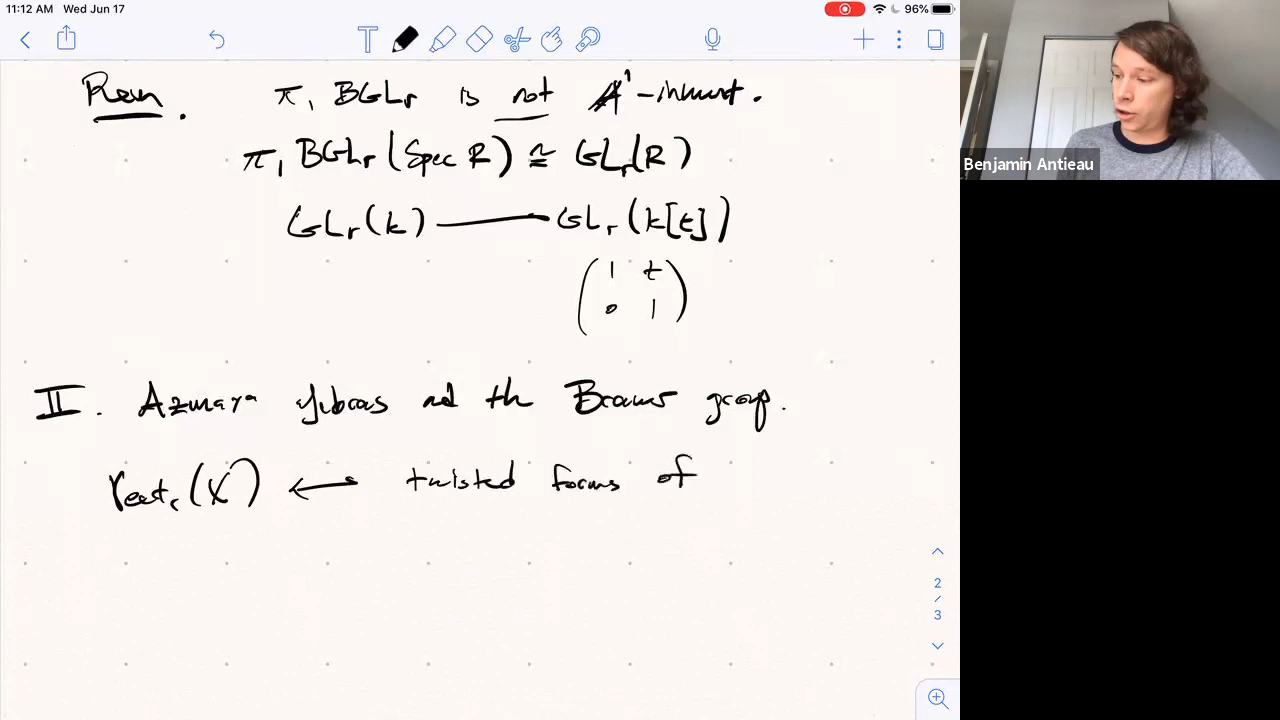 11:12 AM Wed Jun 17
96%
Rem. π₁ BGLᵣ is not A¹-invnt.
π₁ BGLᵣ (Spec R) ≅ GLᵣ(R)
GLᵣ(k) — GLᵣ(k[t])
( 1 t
0 1 )
II. Azumaya algebras and the Brauer group.
Vectᵣ(X) ⟷ twisted forms of
2
/
3
Benjamin Antieau